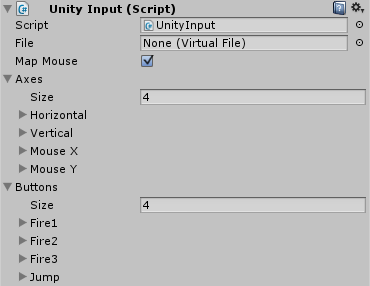 Unity Input (Script)
Script UnityInput
File None (Virtual File)
Map Mouse
Axes
Size 4
Horizontal
Vertical
Mouse X
Mouse Y
Buttons
Size 4
Fire1
Fire2
Fire3
Jump